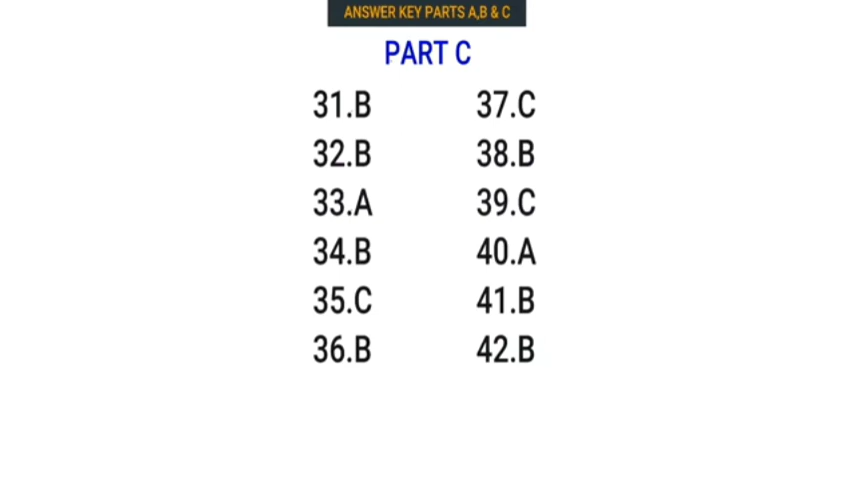 ANSWER KEY PARTS A,B & C
PART C
31.B
32.B
33.A
34.B
35.C
36.B
37.C
38.B
39.C
40.A
41.B
42.B